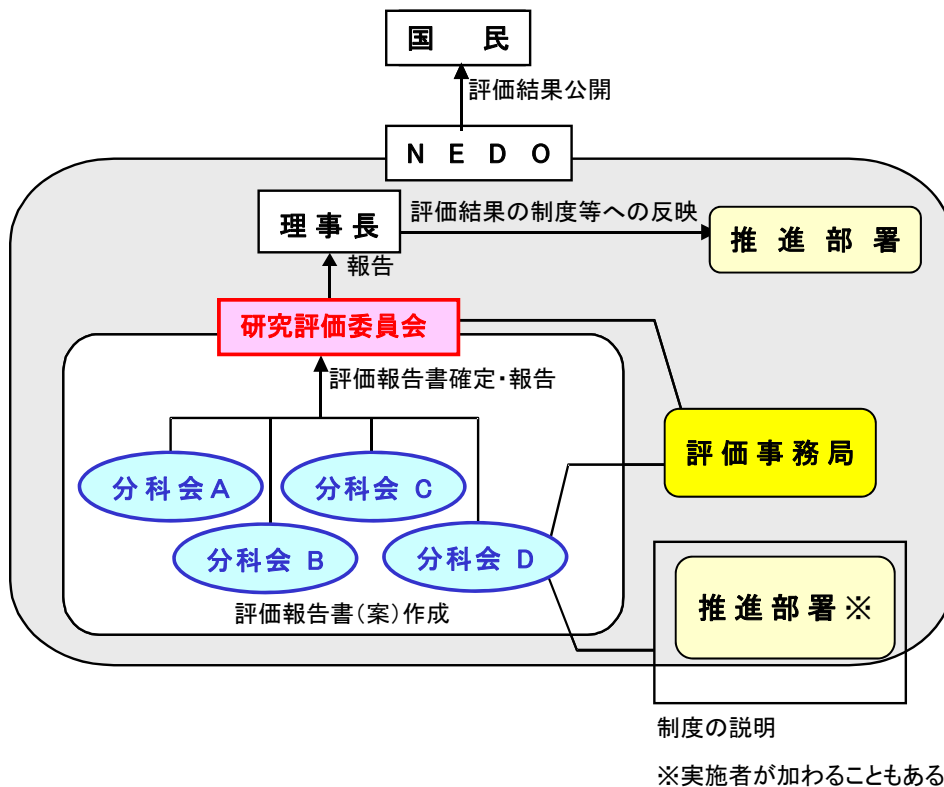 国　民
評価結果公開
N E D O
理事長
評価結果の制度等への反映
推進部署
報告
研究評価委員会
評価報告書確定・報告
評価事務局
分科会A
分科会 C
分科会 B
分科会 D
推進部署※
評価報告書(案)作成
制度の説明
※実施者が加わることもある